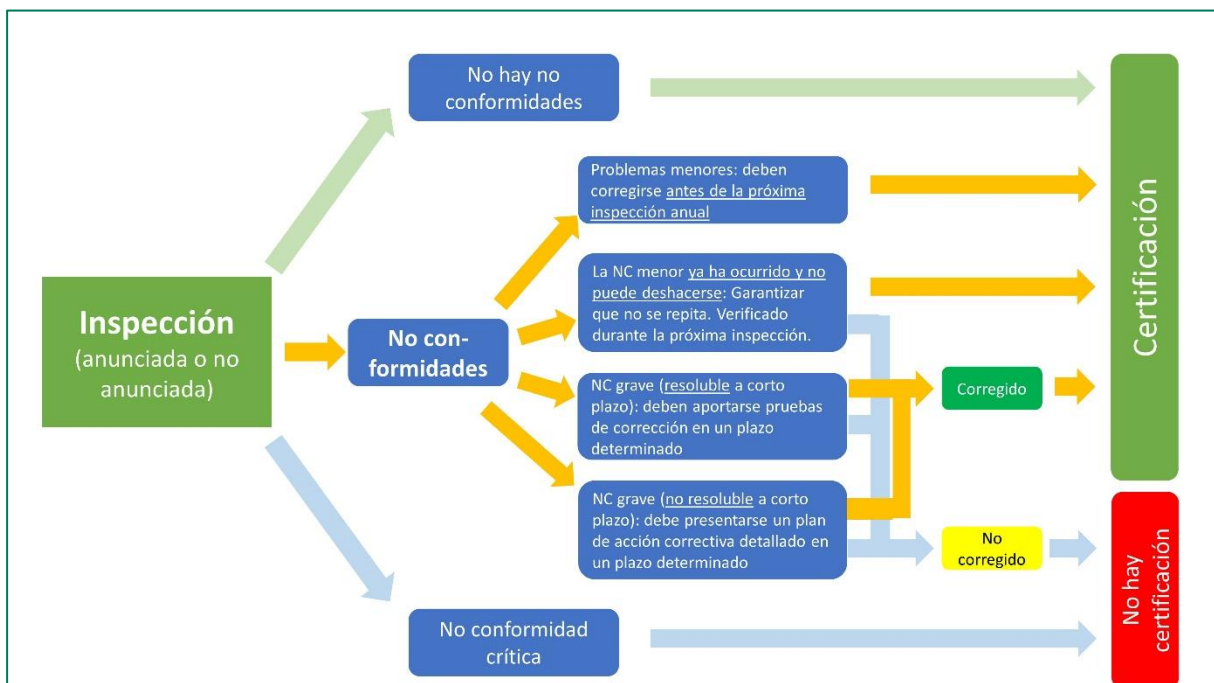 No hay no
conformidades
Problemas menores: deben
corregirse antes de la próxima
inspección anual
La NC menor ya ha ocurrido y no
puede deshacerse: Garantizar
que no se repita. Verificado
durante la próxima inspección.
Inspección
(anunciada o no
anunciada)
No con-
formidades
NC grave (resoluble a corto
plazo): deben aportarse pruebas
de corrección en un plazo
determinado
Corregido
NC grave (no resoluble a corto
plazo): debe presentarse un plan
de acción correctiva detallado en
un plazo determinado
No
corregido
No conformidad
crítica
Certificación
No hay
certificación